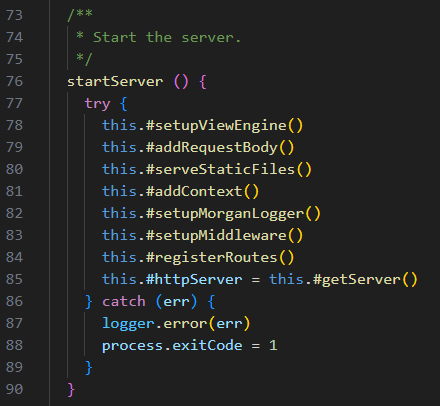 73 /**
74 * Start the server.
75 */
76 startServer () {
77 try {
78 this.#setupViewEngine()
79 this.#addRequestBody()
80 this.#serveStaticFiles()
81 this.#addContext()
82 this.#setupMorganLogger()
83 this.#setupMiddleware()
84 this.#registerRoutes()
85 this.#httpServer = this.#getServer()
86 } catch (err) {
87 logger.error(err)
88 process.exitCode = 1
89 }
90 }